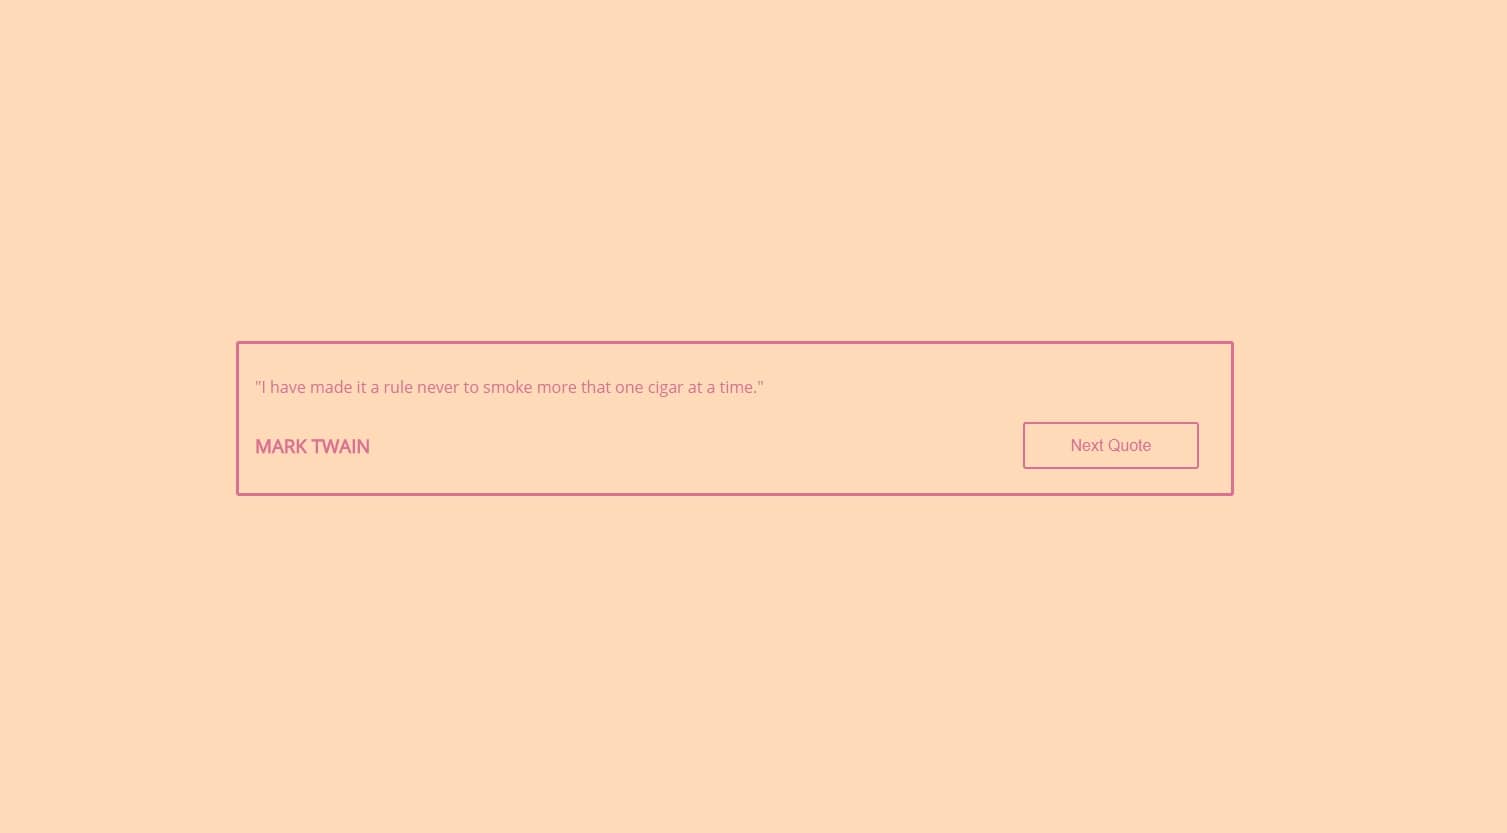 "I have made it a rule never to smoke more that one cigar at a time."
MARK TWAIN
Next Quote